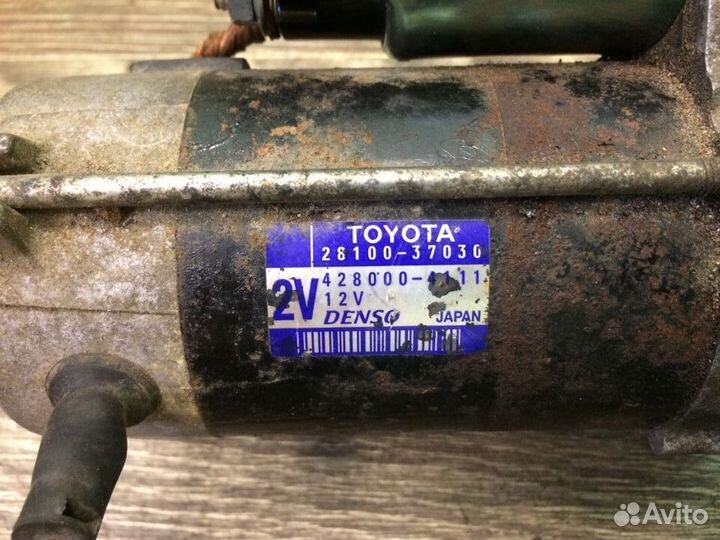 TOYOTA
28100-37030
2V
12V
DENSO
JAPAN
Avito